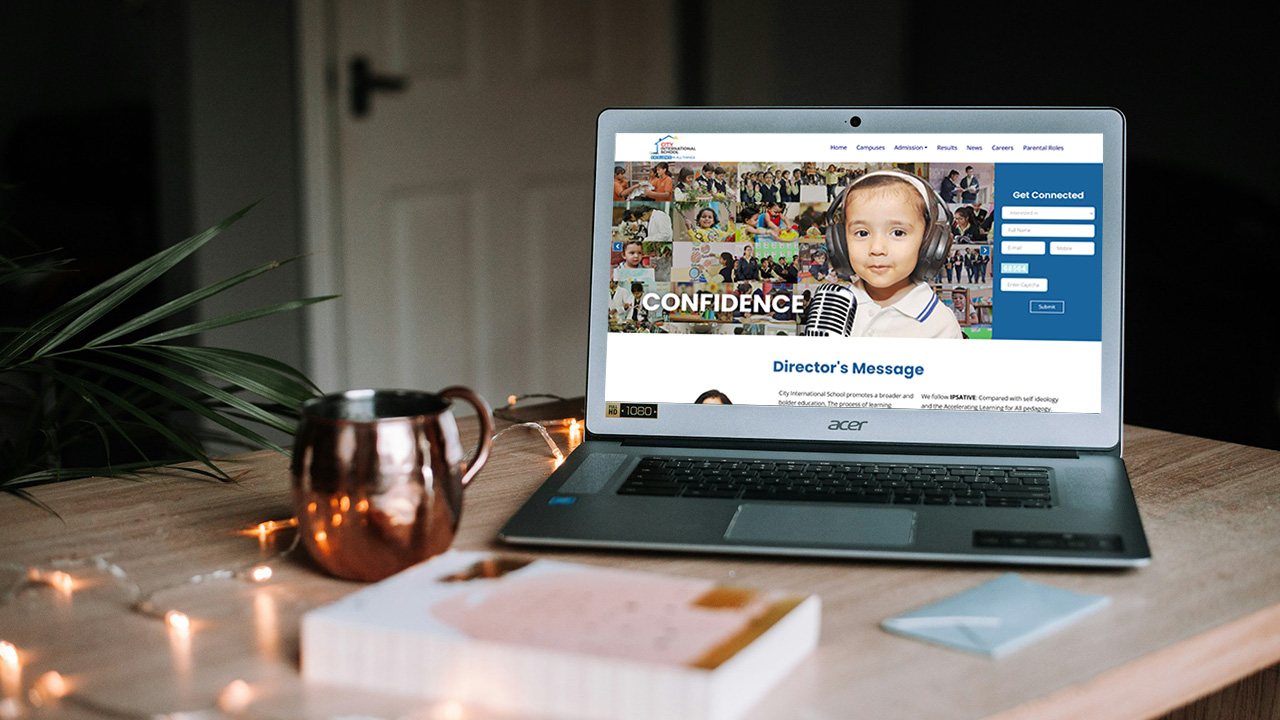 CITY
INTERNATIONAL
SCHOOL
Home Campuses Admission Results News Careers Parental Roles
Get Connected
Interested in
Full Name
E-mail Mobile
Enter Captcha
Submit
CONFIDENCE
Director's Message
City International School promotes a broader and
bolder education. The process of learning
We follow IPSATIVE: Compared with self ideology
and the Accelerating Learning for All pedagogy.
HD 1080
acer